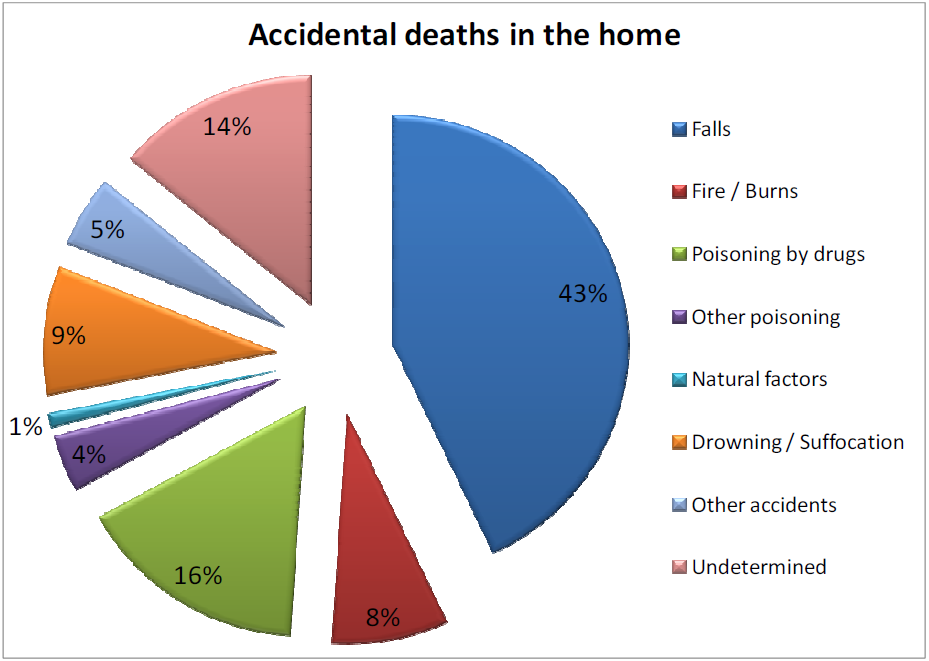 Accidental deaths in the home
14%
5%
9%
1%
4%
16%
8%
43%
Falls
Fire / Burns
Poisoning by drugs
Other poisoning
Natural factors
Drowning / Suffocation
Other accidents
Undetermined